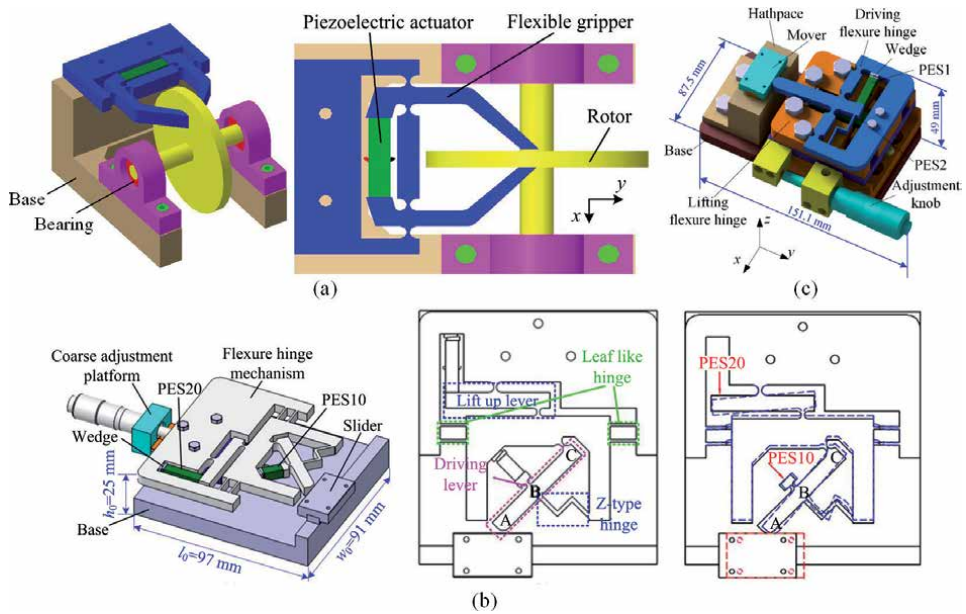 Piezoelectric actuator
Flexible gripper
Base
Bearing
Rotor
y
x
(a)
Hathpace
Mover
Driving
flexure hinge
Wedge
PES1
87.5 mm
49 mm
Base
PES2
Lifting
flexure hinge
Adjustment
knob
151.1 mm
z
x
y
(c)
Coarse adjustment
platform
PES20
Flexure hinge
mechanism
PES10
Wedge
Slider
h₀=25 mm
Base
l₀=97 mm
w₀=91 mm
Lift up lever
Leaf like
hinge
Driving
lever
C
B
A
Z-type
hinge
PES20
PES10
C
B
A
(b)